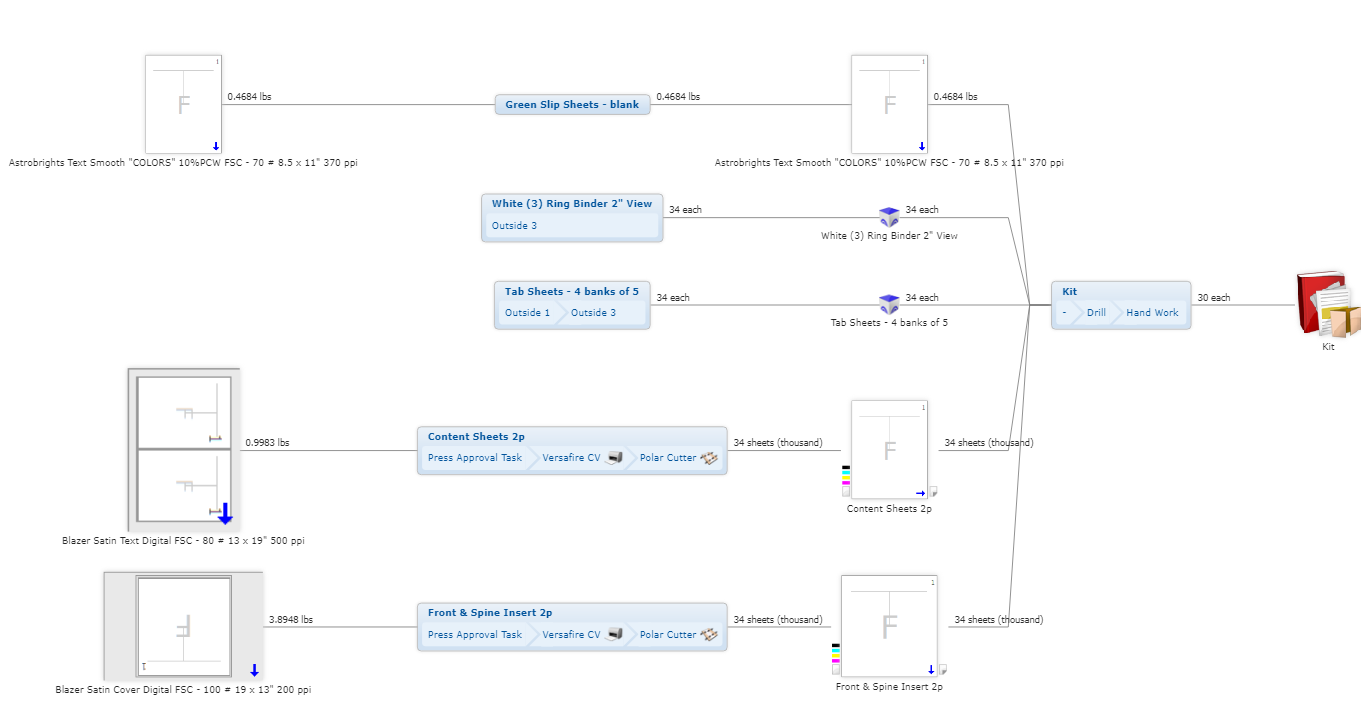 1
F
0.4684 lbs
Green Slip Sheets - blank
0.4684 lbs
1
F
0.4684 lbs
Astrobrights Text Smooth "COLORS" 10%PCW FSC - 70 # 8.5 x 11" 370 ppi
Astrobrights Text Smooth "COLORS" 10%PCW FSC - 70 # 8.5 x 11" 370 ppi
White (3) Ring Binder 2" View
Outside 3
34 each
34 each
White (3) Ring Binder 2" View
Tab Sheets - 4 banks of 5
Outside 1
Outside 3
34 each
34 each
Tab Sheets - 4 banks of 5
Kit
-
Drill
Hand Work
30 each
Kit
F
F
0.9983 lbs
Content Sheets 2p
Press Approval Task
Versafire CV
Polar Cutter
34 sheets (thousand)
1
F
34 sheets (thousand)
Content Sheets 2p
Blazer Satin Text Digital FSC - 80 # 13 x 19" 500 ppi
F
1
3.8948 lbs
Front & Spine Insert 2p
Press Approval Task
Versafire CV
Polar Cutter
34 sheets (thousand)
1
F
34 sheets (thousand)
Front & Spine Insert 2p
Blazer Satin Cover Digital FSC - 100 # 19 x 13" 200 ppi